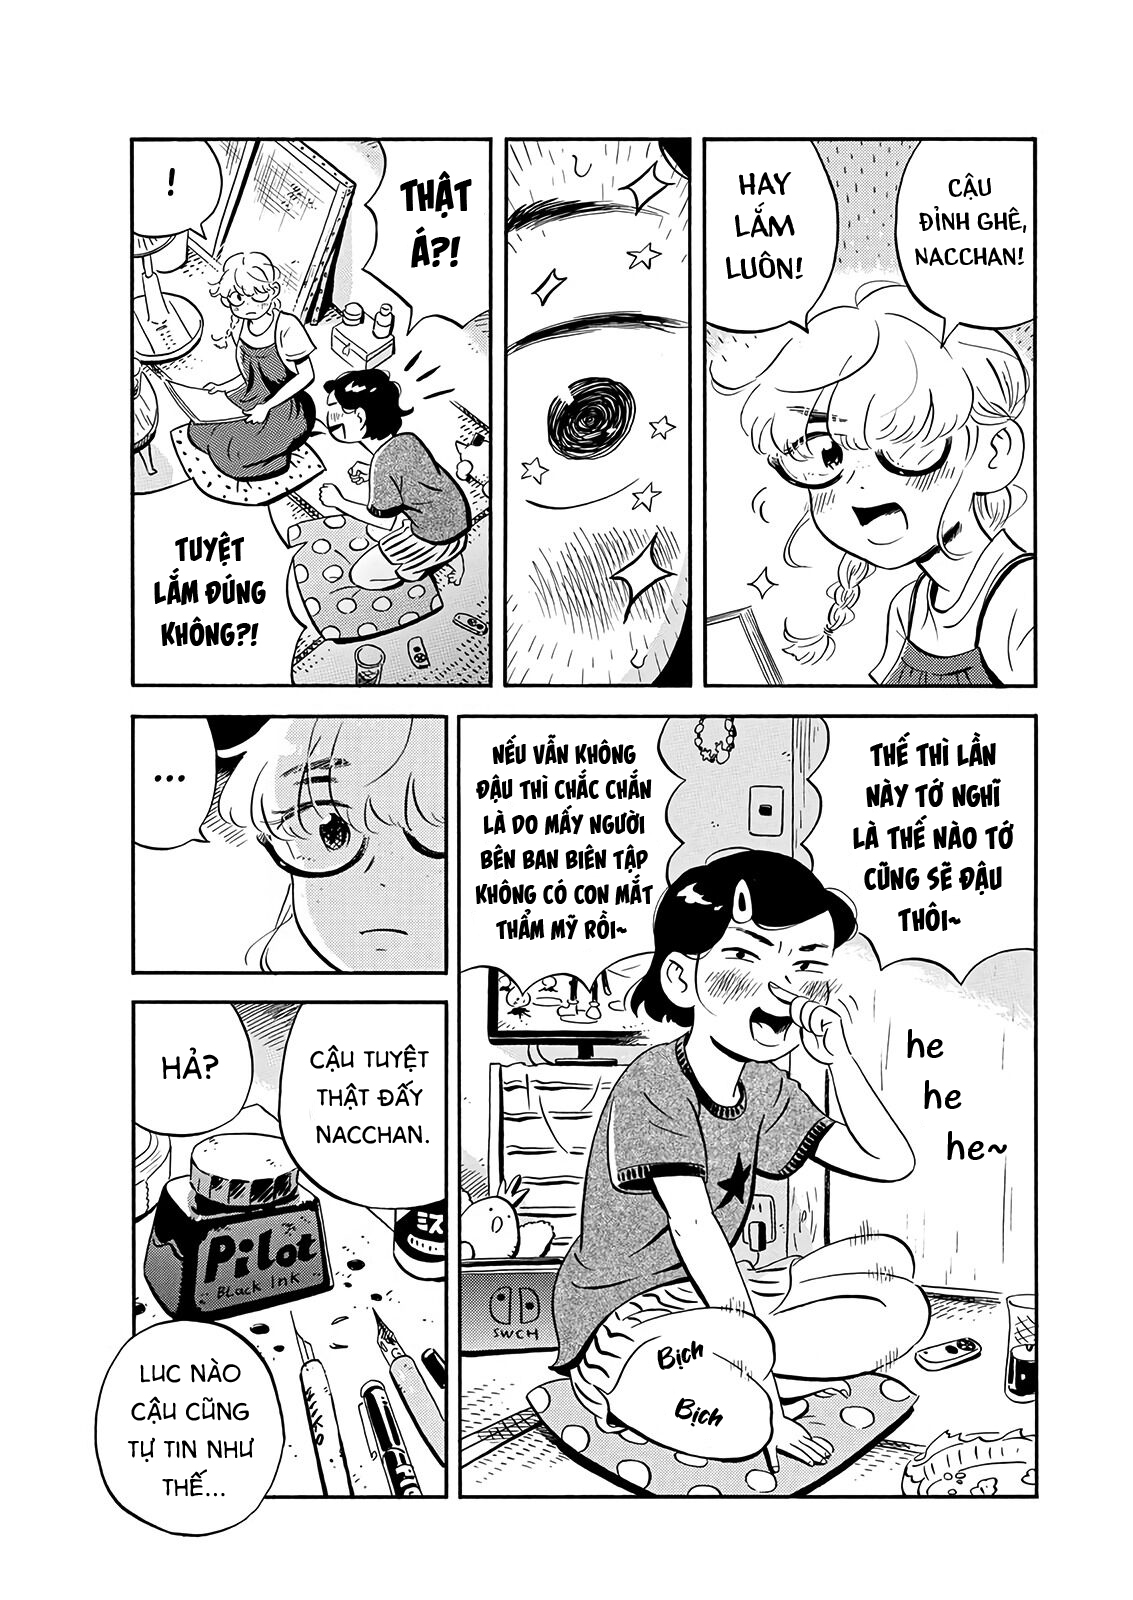 CẬU
ĐỈNH GHÊ,
NACCHAN!
HAY
LẮM
LUÔN!
THẬT
Á?!
!
TUYỆT
LẮM ĐÚNG
KHÔNG?!
THẾ THÌ LẦN
NÀY TỚ NGHĨ
LÀ THẾ NÀO TỚ
CŨNG SẼ ĐẬU
THÔI~
NẾU VẪN KHÔNG
ĐẬU THÌ CHẮC CHẮN
LÀ DO MẤY NGƯỜI
BÊN BAN BIÊN TẬP
KHÔNG CÓ CON MẮT
THẨM MỸ RỒI~
he
he
he~
Bịch
Bịch
SWCH
...
CẬU TUYỆT
THẬT ĐẤY
NACCHAN.
HẢ?
ミス
Pilot
BLack Ink
LUC NÀO
CẬU CŨNG
TỰ TIN NHƯ
THẾ...